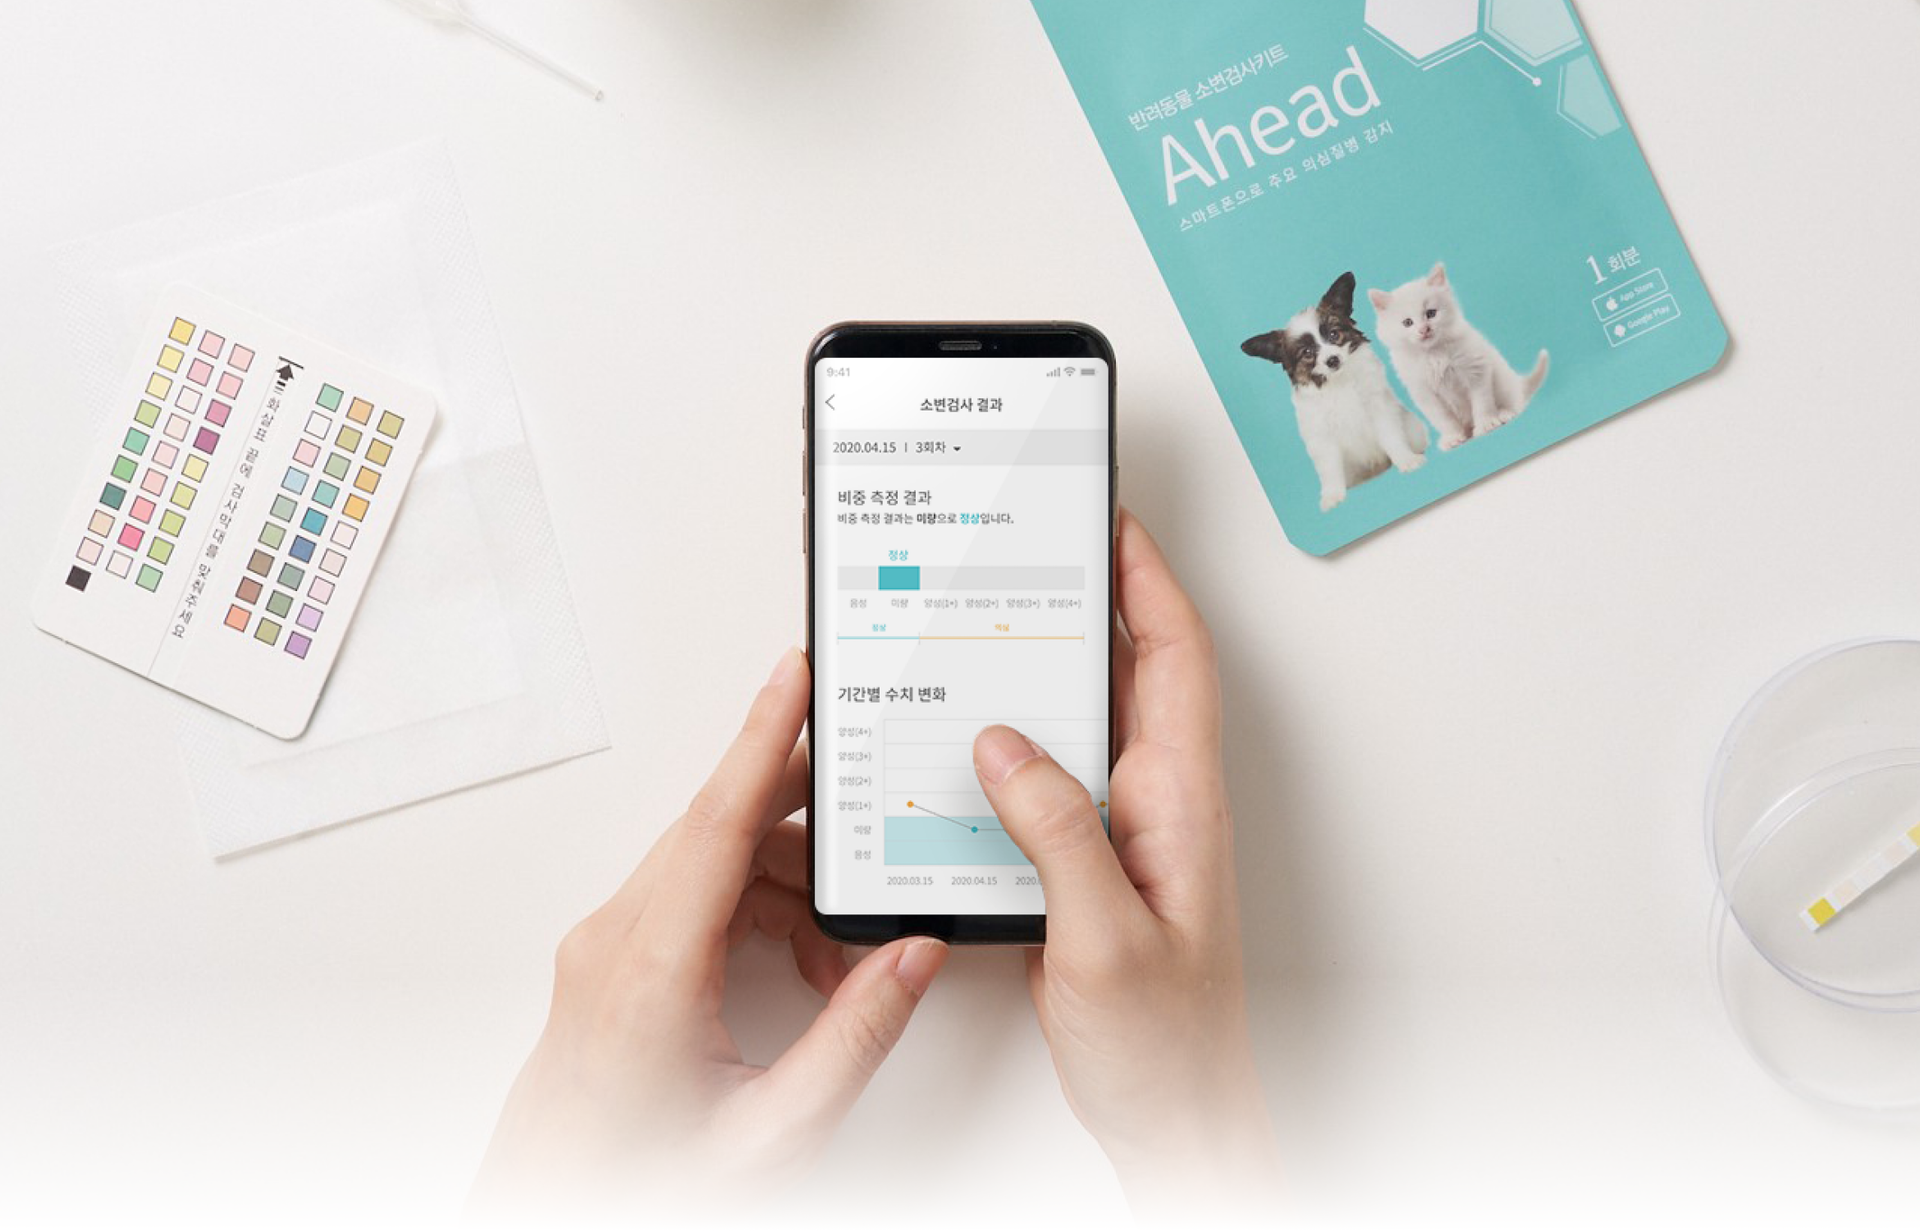 반려동물 소변검사키트
Ahead
스마트폰으로 주요 의심질병 감지
1 회분
App Store
Google Play
화살표 끝에 검사막대를 맞춰주세요
9:41
소변검사 결과
2020.04.15 | 3회차
비중 측정 결과
비중 측정 결과는 미량으로 정상입니다.
정상
음성 미량 양성(1+) 양성(2+) 양성(3+) 양성(4+)
정상
기간별 수치 변화
양성(4+)
양성(3+)
양성(2+)
양성(1+)
미량
음성
2020.03.15 2020.04.15 2020.